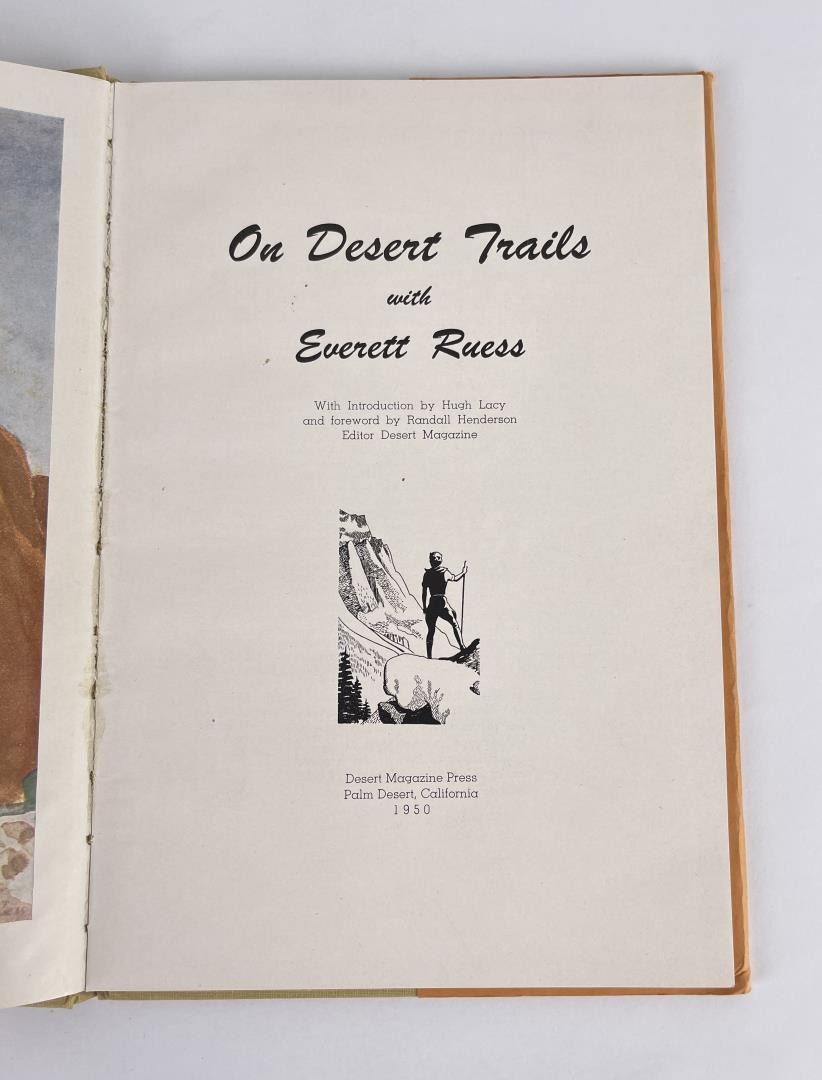 On Desert Trails
with
Everett Ruess
With Introduction by Hugh Lacy
and foreword by Randall Henderson
Editor Desert Magazine
Desert Magazine Press
Palm Desert, California
1950